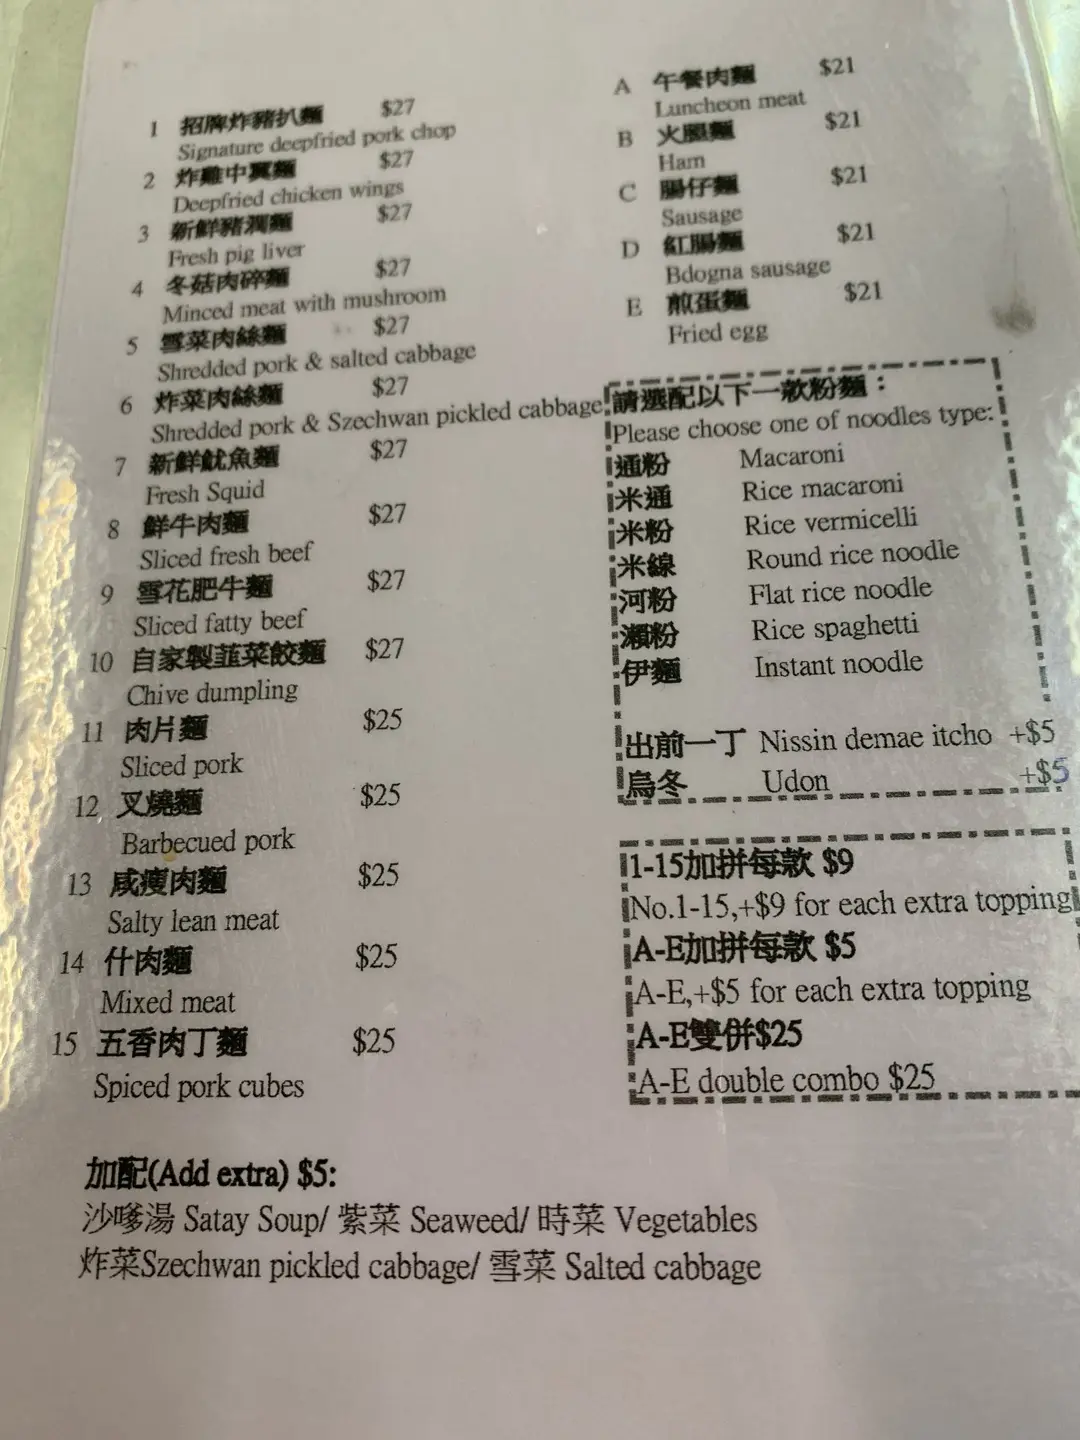 1 招牌炸豬扒麵 $27
Signature deepfried pork chop
2 炸雞中翼麵 $27
Deepfried chicken wings
3 新鮮豬潤麵 $27
Fresh pig liver
4 冬菇肉碎麵 $27
Minced meat with mushroom
5 雪菜肉絲麵 $27
Shredded pork & salted cabbage
6 炸菜肉絲麵 $27
Shredded pork & Szechwan pickled cabbage
7 新鮮魷魚麵 $27
Fresh Squid
8 鮮牛肉麵 $27
Sliced fresh beef
9 雪花肥牛麵 $27
Sliced fatty beef
10 自家製韮菜餃麵 $27
Chive dumpling
11 肉片麵 $25
Sliced pork
12 叉燒麵 $25
Barbecued pork
13 咸瘦肉麵 $25
Salty lean meat
14 什肉麵 $25
Mixed meat
15 五香肉丁麵 $25
Spiced pork cubes
A 午餐肉麵 $21
Luncheon meat
B 火腿麵 $21
Ham
C 腸仔麵 $21
Sausage
D 紅腸麵 $21
Bdogna sausage
E 煎蛋麵 $21
Fried egg
請選配以下一款粉麵：
Please choose one of noodles type:
通粉 Macaroni
米通 Rice macaroni
米粉 Rice vermicelli
米線 Round rice noodle
河粉 Flat rice noodle
瀨粉 Rice spaghetti
伊麵 Instant noodle
出前一丁 Nissin demae itcho +$5
烏冬 Udon +$5
1-15加拼每款 $9
No.1-15,+$9 for each extra topping
A-E加拼每款 $5
A-E,+$5 for each extra topping
A-E雙併$25
A-E double combo $25
加配(Add extra) $5:
沙嗲湯 Satay Soup/ 紫菜 Seaweed/ 時菜 Vegetables
炸菜Szechwan pickled cabbage/ 雪菜 Salted cabbage